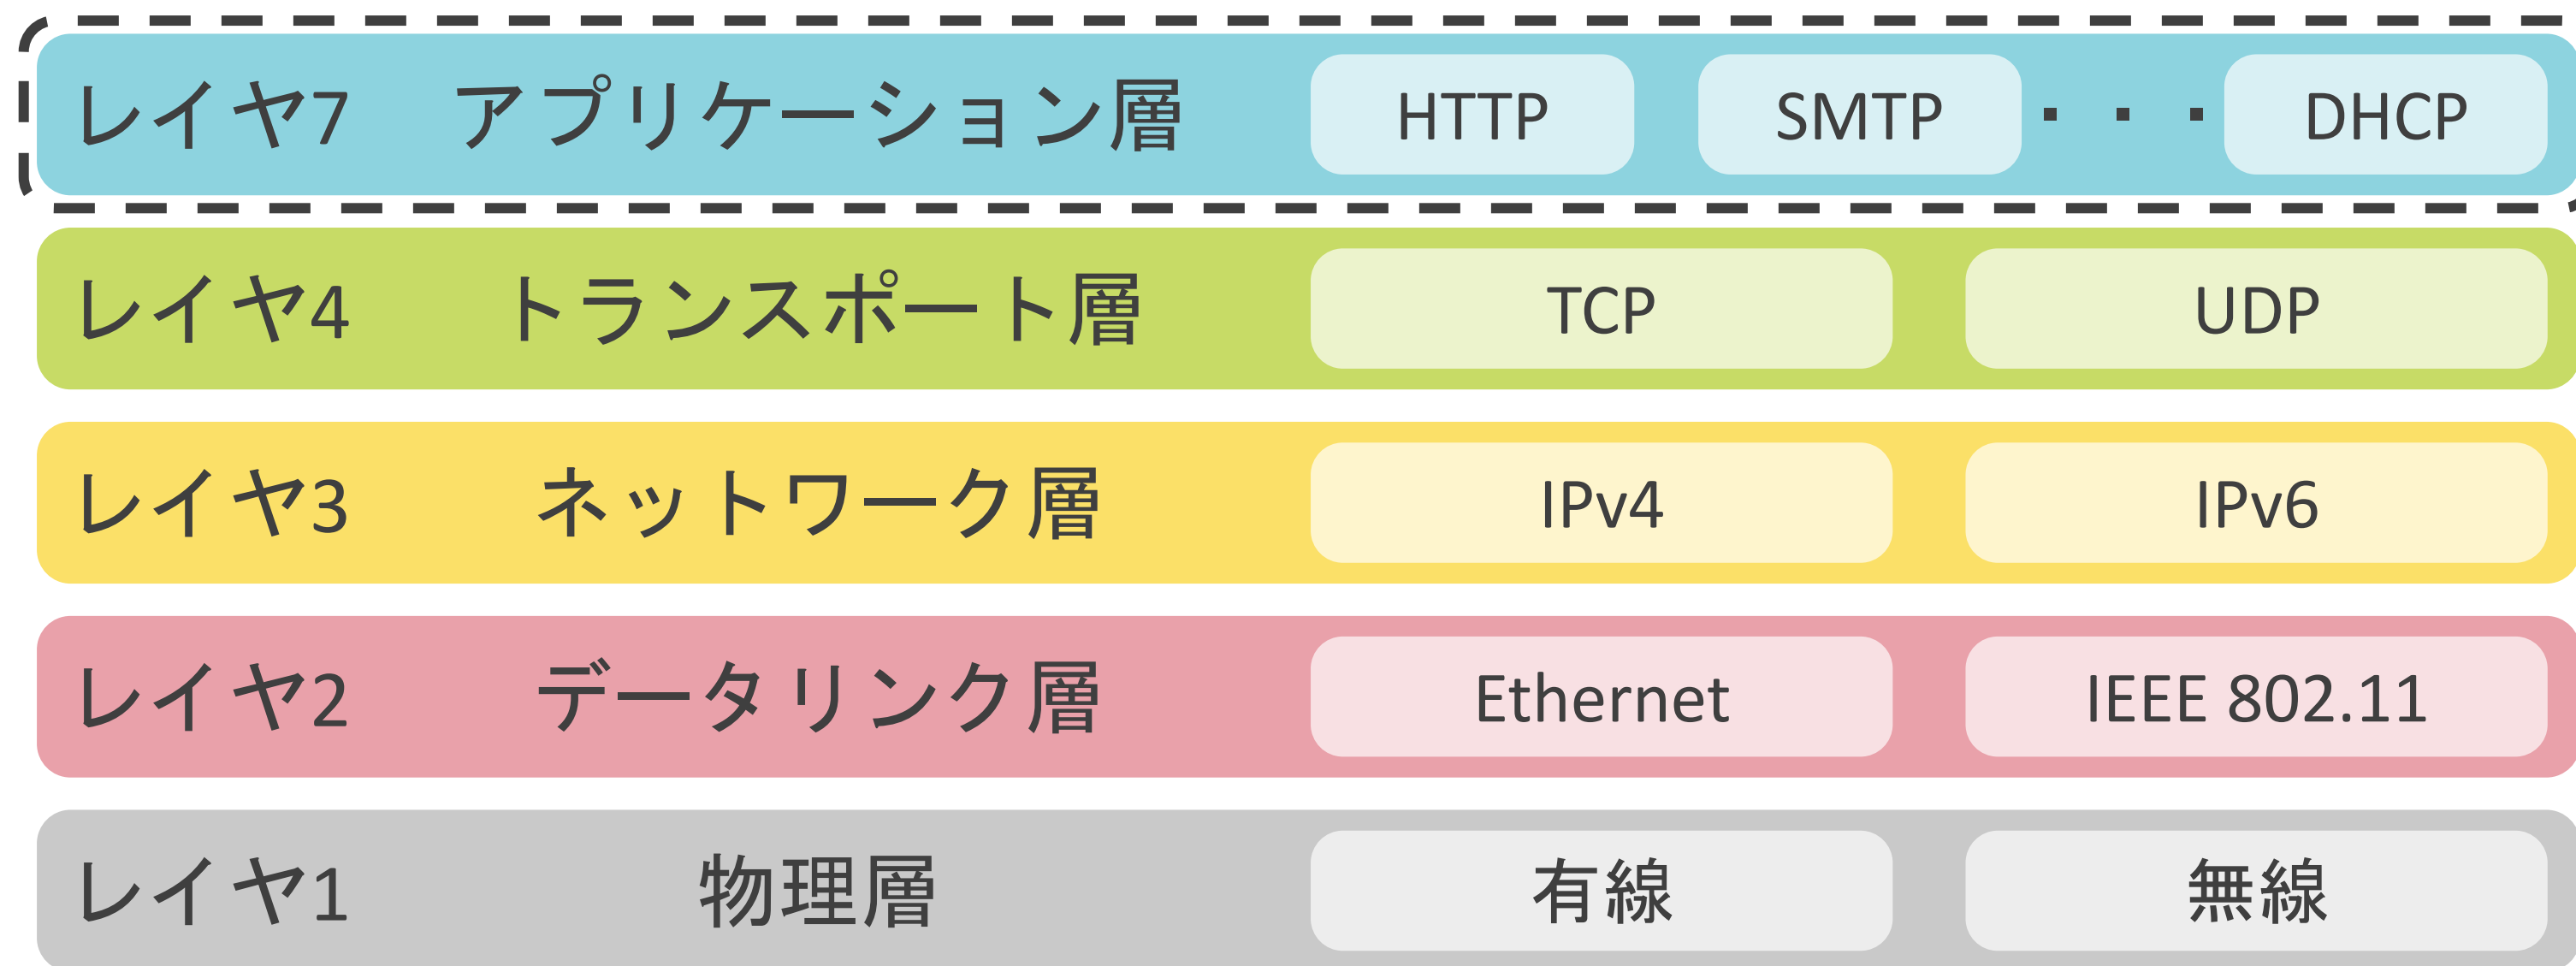 レイヤ7 アプリケーション層 HTTP SMTP ・・・ DHCP
レイヤ4 トランスポート層 TCP UDP
レイヤ3 ネットワーク層 IPv4 IPv6
レイヤ2 データリンク層 Ethernet IEEE 802.11
レイヤ1 物理層 有線 無線